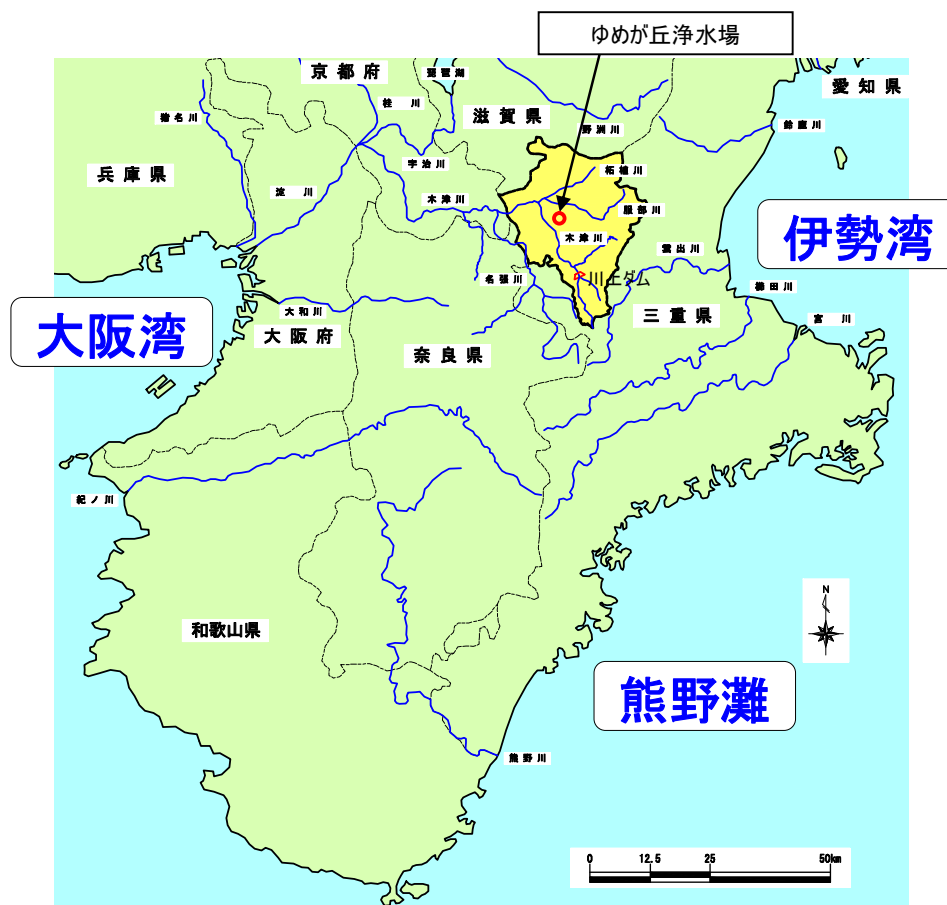 ゆめが丘浄水場
京都府
琵琶湖
愛知県
桂川
滋賀県
猪名川
野洲川
鈴鹿川
兵庫県
宇治川
柘植川
淀川
木津川
服部川
伊勢湾
木津川
雲出川
名張川
川上ダム
櫛田川
大阪湾
大和川
大阪府
三重県
宮川
奈良県
紀ノ川
N
和歌山県
熊野灘
熊野川
0 12.5 25 50km